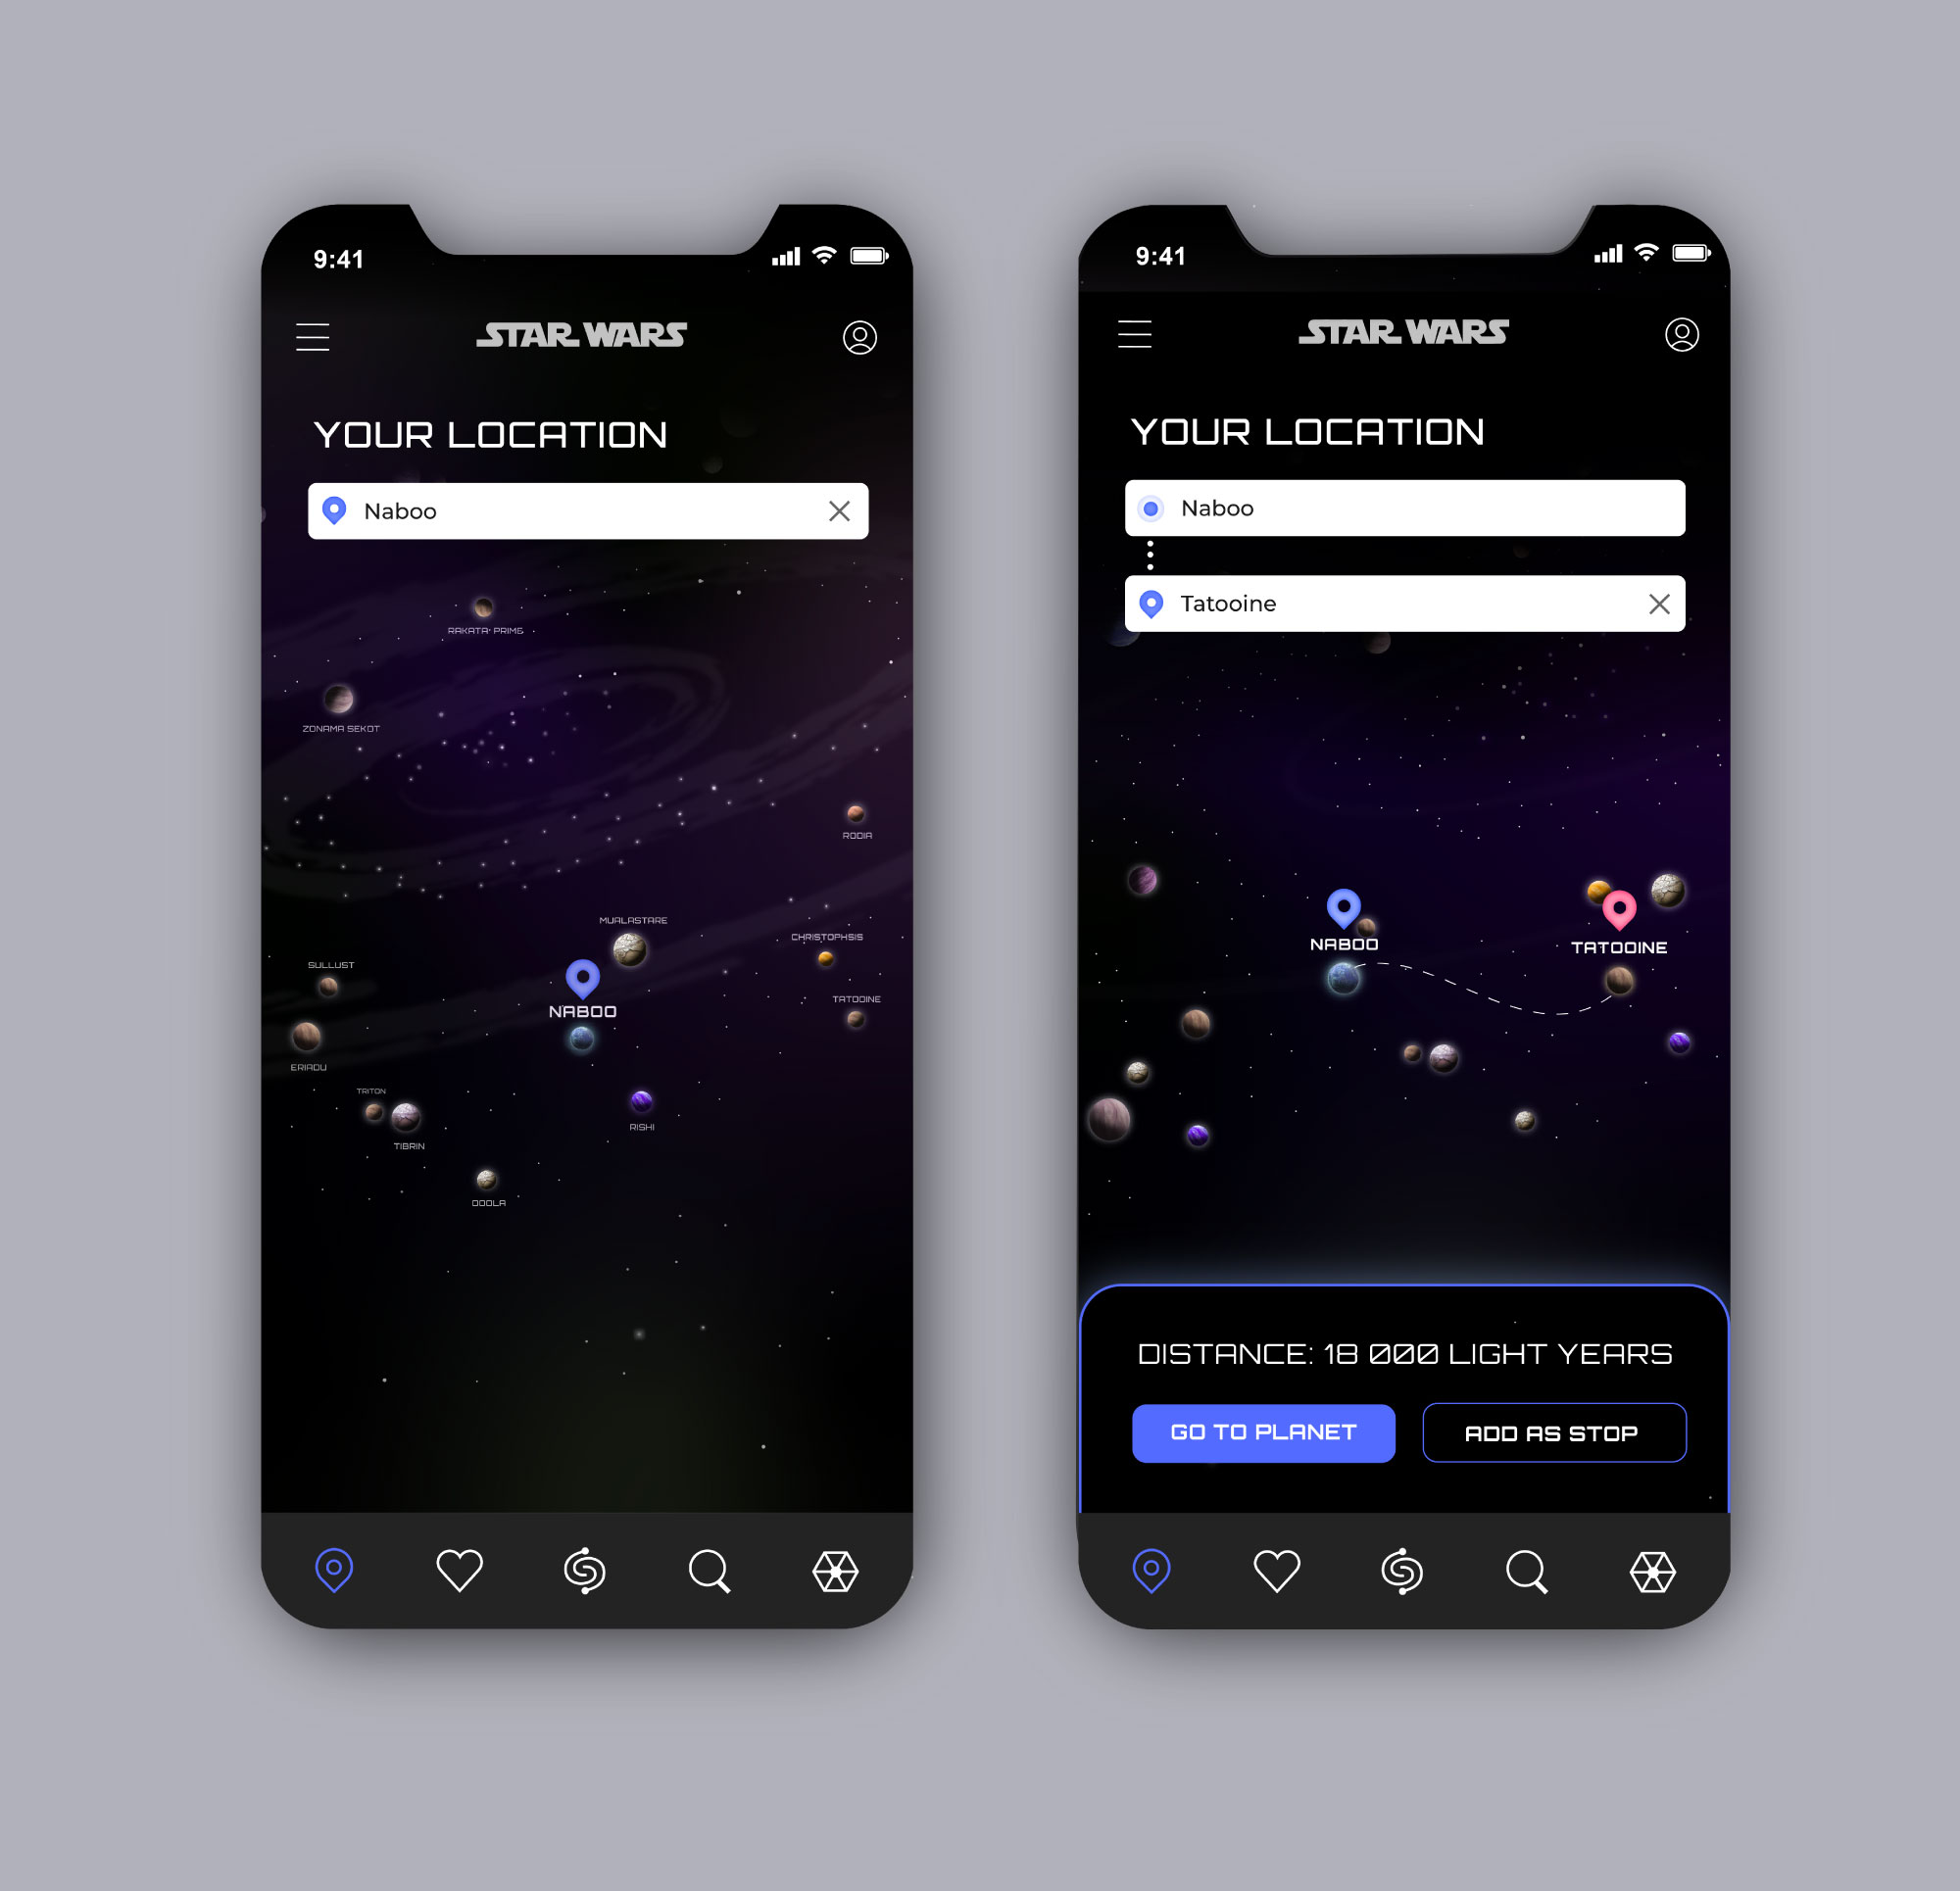 9:41
STAR WARS
YOUR LOCATION
Naboo
RAKATA PRIME
ZONAMA SEKOT
RODIA
MUALASTARE
CHRISTOPHSIS
SULLUST
TATOOINE
NABOO
ERIADU
TRITON
TIBRIN
RISHI
DOOLA
9:41
STAR WARS
YOUR LOCATION
Naboo
Tatooine
NABOO
TATOOINE
DISTANCE: 18 000 LIGHT YEARS
GO TO PLANET
ADD AS STOP